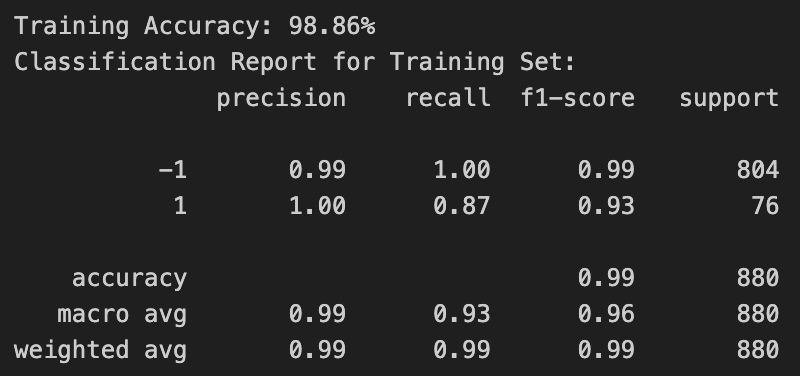 Training Accuracy: 98.86%
Classification Report for Training Set:
precision recall f1-score support
-1 0.99 1.00 0.99 804
1 1.00 0.87 0.93 76
accuracy 0.99 880
macro avg 0.99 0.93 0.96 880
weighted avg 0.99 0.99 0.99 880